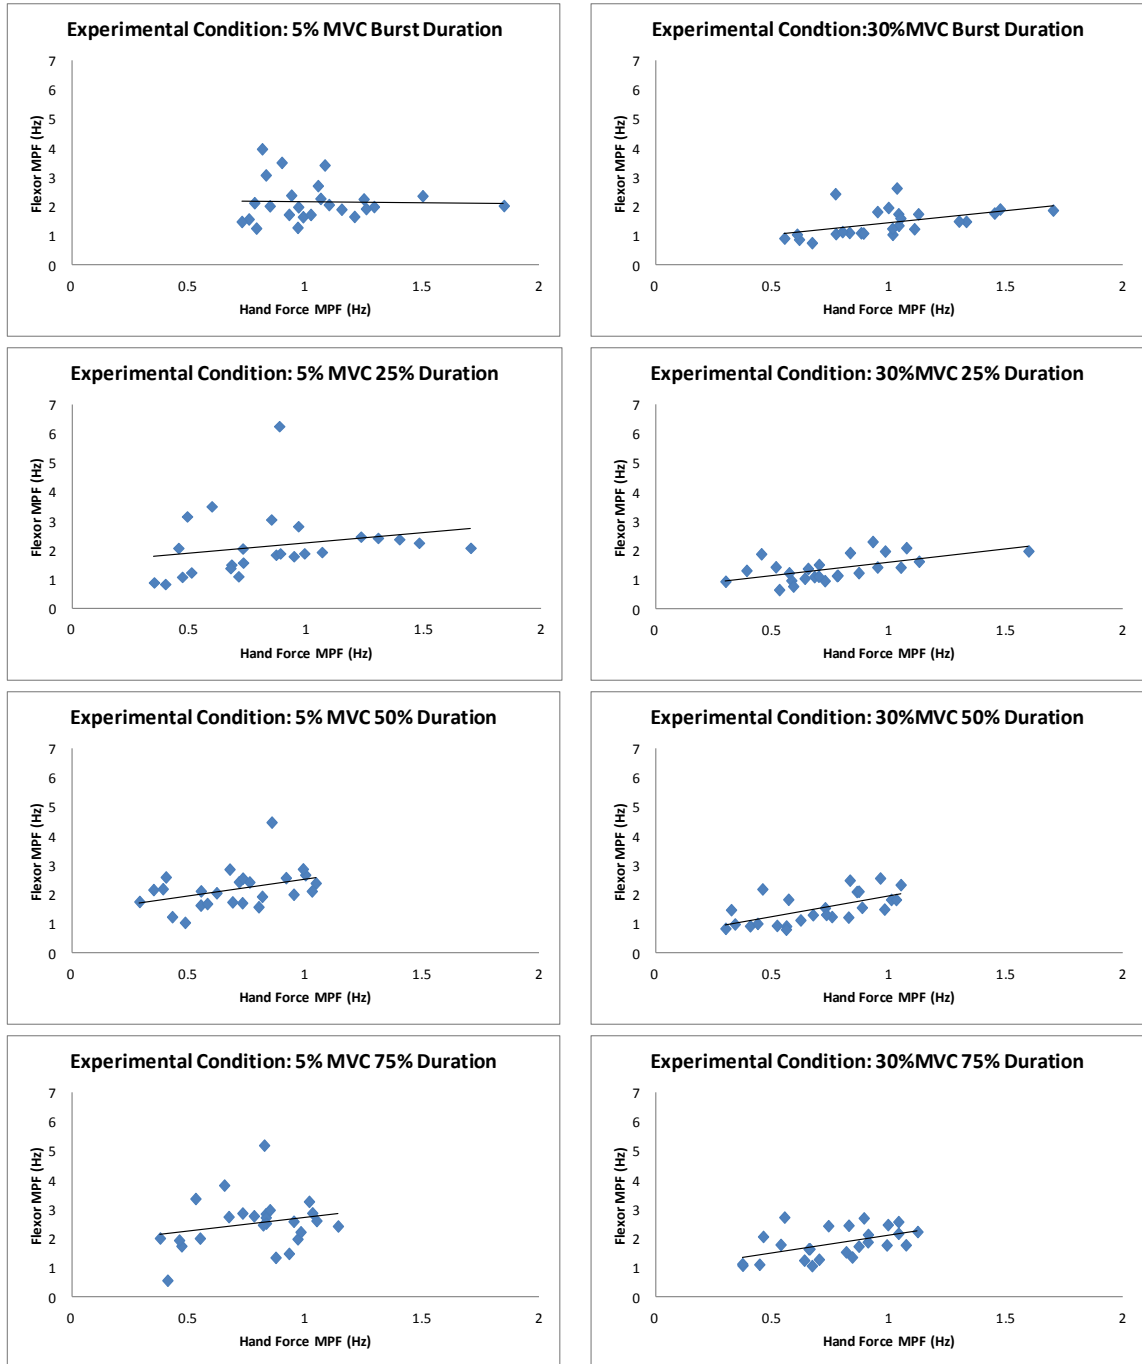 Experimental Condition: 5% MVC Burst Duration
7
6
5
4
3
2
1
0
Flexor MPF (Hz)
0 0.5 1 1.5 2
Hand Force MPF (Hz)
Experimental Condtion:30%MVC Burst Duration
7
6
5
4
3
2
1
0
Flexor MPF (Hz)
0 0.5 1 1.5 2
Hand Force MPF (Hz)
Experimental Condition: 5% MVC 25% Duration
7
6
5
4
3
2
1
0
Flexor MPF (Hz)
0 0.5 1 1.5 2
Hand Force MPF (Hz)
Experimental Condition: 30%MVC 25% Duration
7
6
5
4
3
2
1
0
Flexor MPF (Hz)
0 0.5 1 1.5 2
Hand Force MPF (Hz)
Experimental Condition: 5% MVC 50% Duration
7
6
5
4
3
2
1
0
Flexor MPF (Hz)
0 0.5 1 1.5 2
Hand Force MPF (Hz)
Experimental Condition: 30%MVC 50% Duration
7
6
5
4
3
2
1
0
Flexor MPF (Hz)
0 0.5 1 1.5 2
Hand Force MPF (Hz)
Experimental Condition: 5% MVC 75% Duration
7
6
5
4
3
2
1
0
Flexor MPF (Hz)
0 0.5 1 1.5 2
Hand Force MPF (Hz)
Experimental Condition: 30%MVC 75% Duration
7
6
5
4
3
2
1
0
Flexor MPF (Hz)
0 0.5 1 1.5 2
Hand Force MPF (Hz)